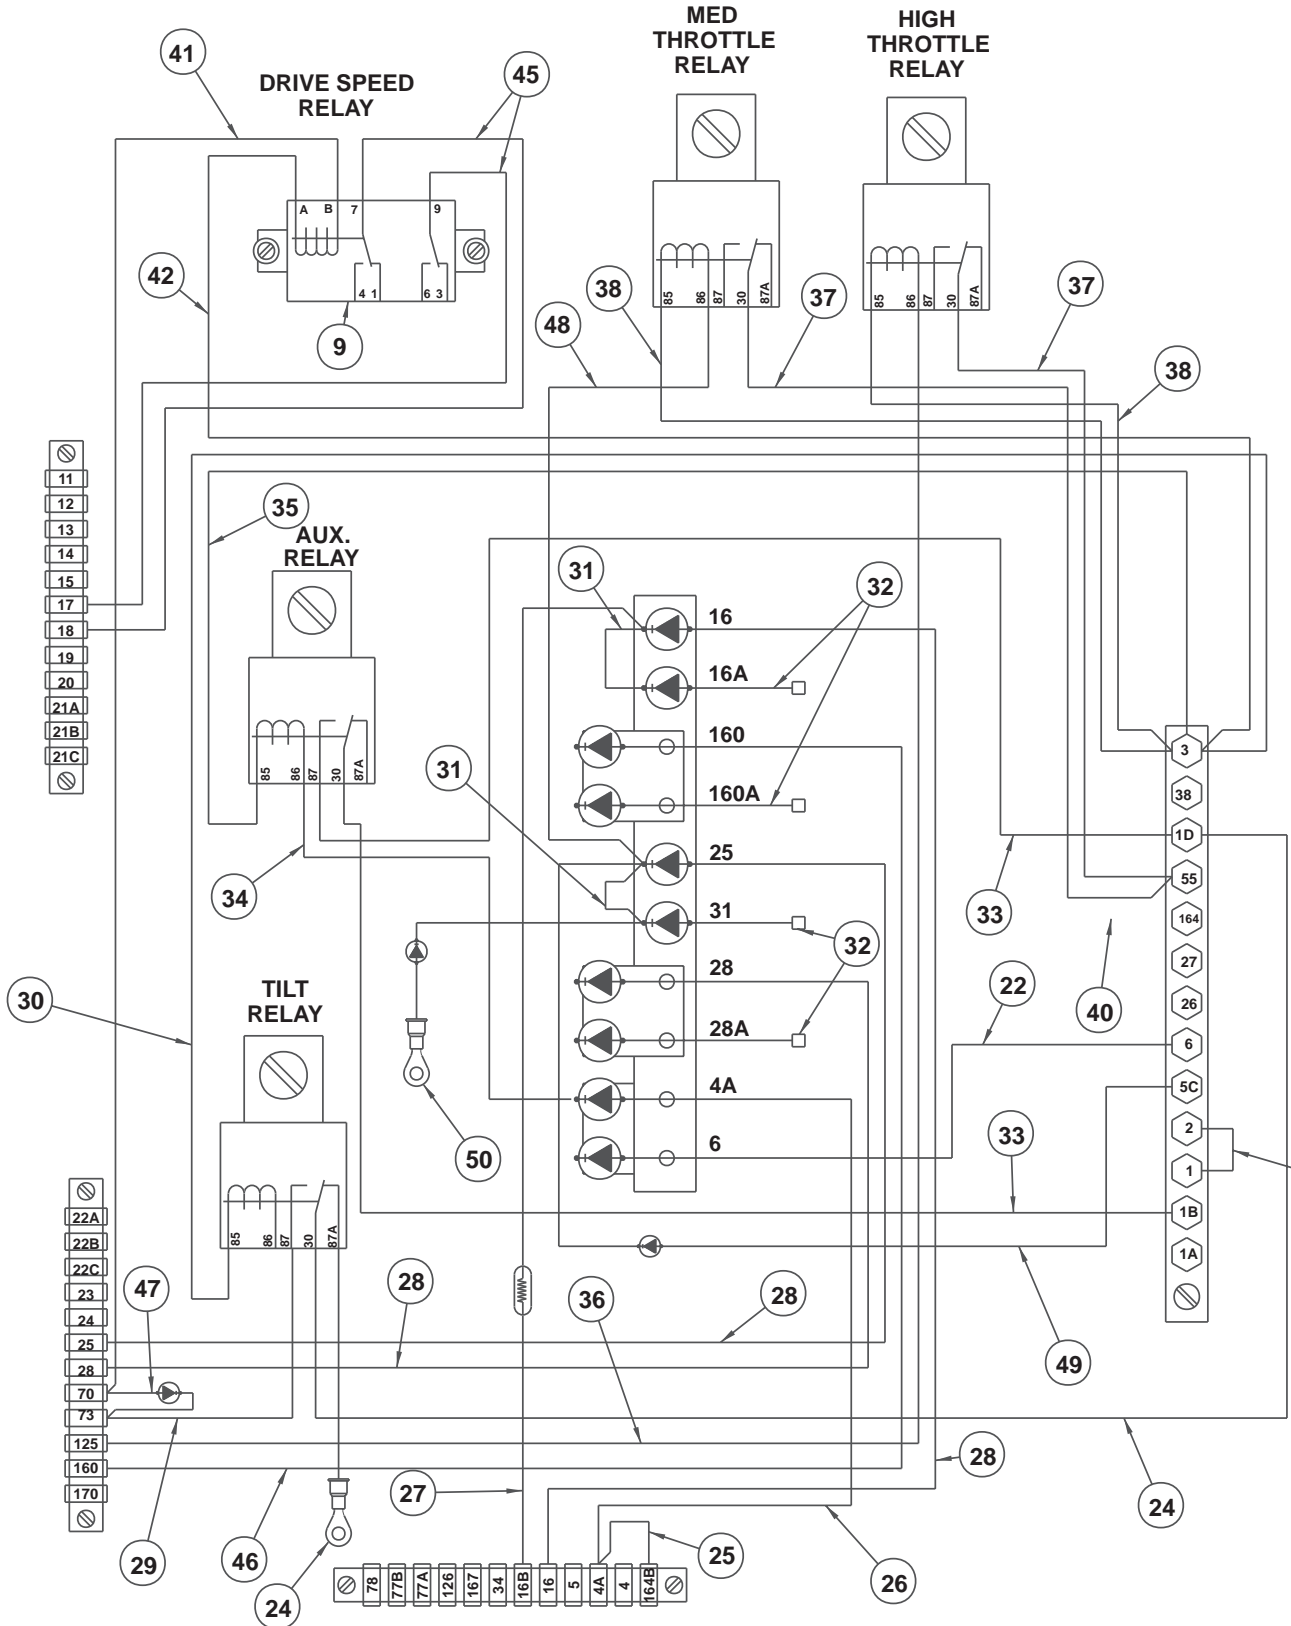 MED
THROTTLE
RELAY
HIGH
THROTTLE
RELAY
41
DRIVE SPEED
RELAY
45
A B 7 9
4 1 6 3
42
9
48
38
85 86 87 30 87A
37
85 86 87 30 87A
37
38
11
12
13
14
15
17
18
19
20
21A
21B
21C
35
AUX.
RELAY
85 86 87 30 87A
34
31
32
16
16A
160
160A
31
25
31
32
28
28A
4A
6
50
3
38
1D
55
164
27
26
6
5C
2
1
1B
1A
33
40
22
33
49
30
TILT
RELAY
85 86 87 30 87A
22A
22B
22C
23
24
25
28
70
73
125
160
170
47
28
36
28
29
46
24
27
28
24
25
26
78 77B 77A 126 167 34 16B 16 5 4A 4 164B